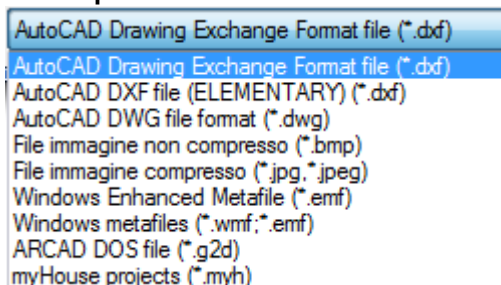 AutoCAD Drawing Exchange Format file (*.dxf)
AutoCAD Drawing Exchange Format file (*.dxf)
AutoCAD DXF file (ELEMENTARY) (*.dxf)
AutoCAD DWG file format (*.dwg)
File immagine non compresso (*.bmp)
File immagine compresso (*.jpg,*.jpeg)
Windows Enhanced Metafile (*.emf)
Windows metafiles (*.wmf;*.emf)
ARCAD DOS file (*.g2d)
myHouse projects (*.myh)